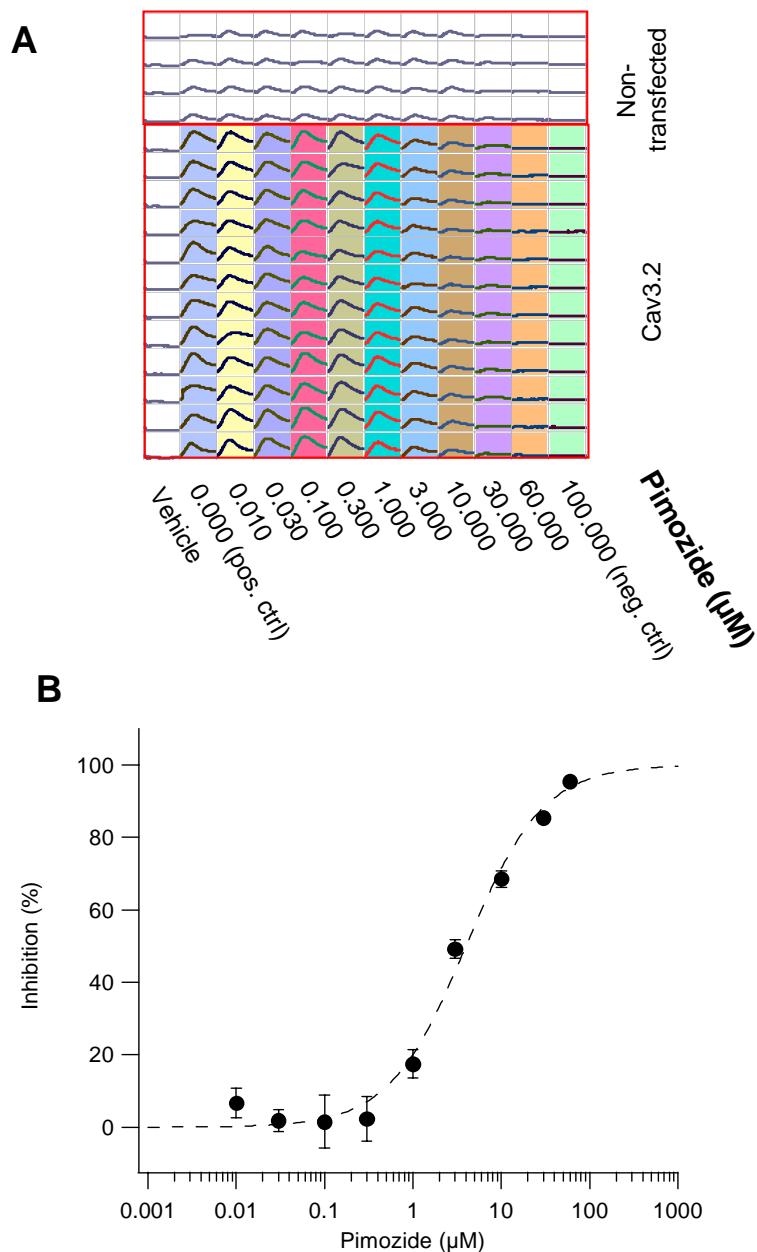 A
Non-
transfected
Cav3.2
Vehicle
0.000 (pos. ctrl)
0.010
0.030
0.100
0.300
1.000
3.000
10.000
30.000
60.000
100.000 (neg. ctrl)
Pimozide (µM)
B
Inhibition (%)
100
80
60
40
20
0
0.001
0.01
0.1
1
10
100
1000
Pimozide (µM)